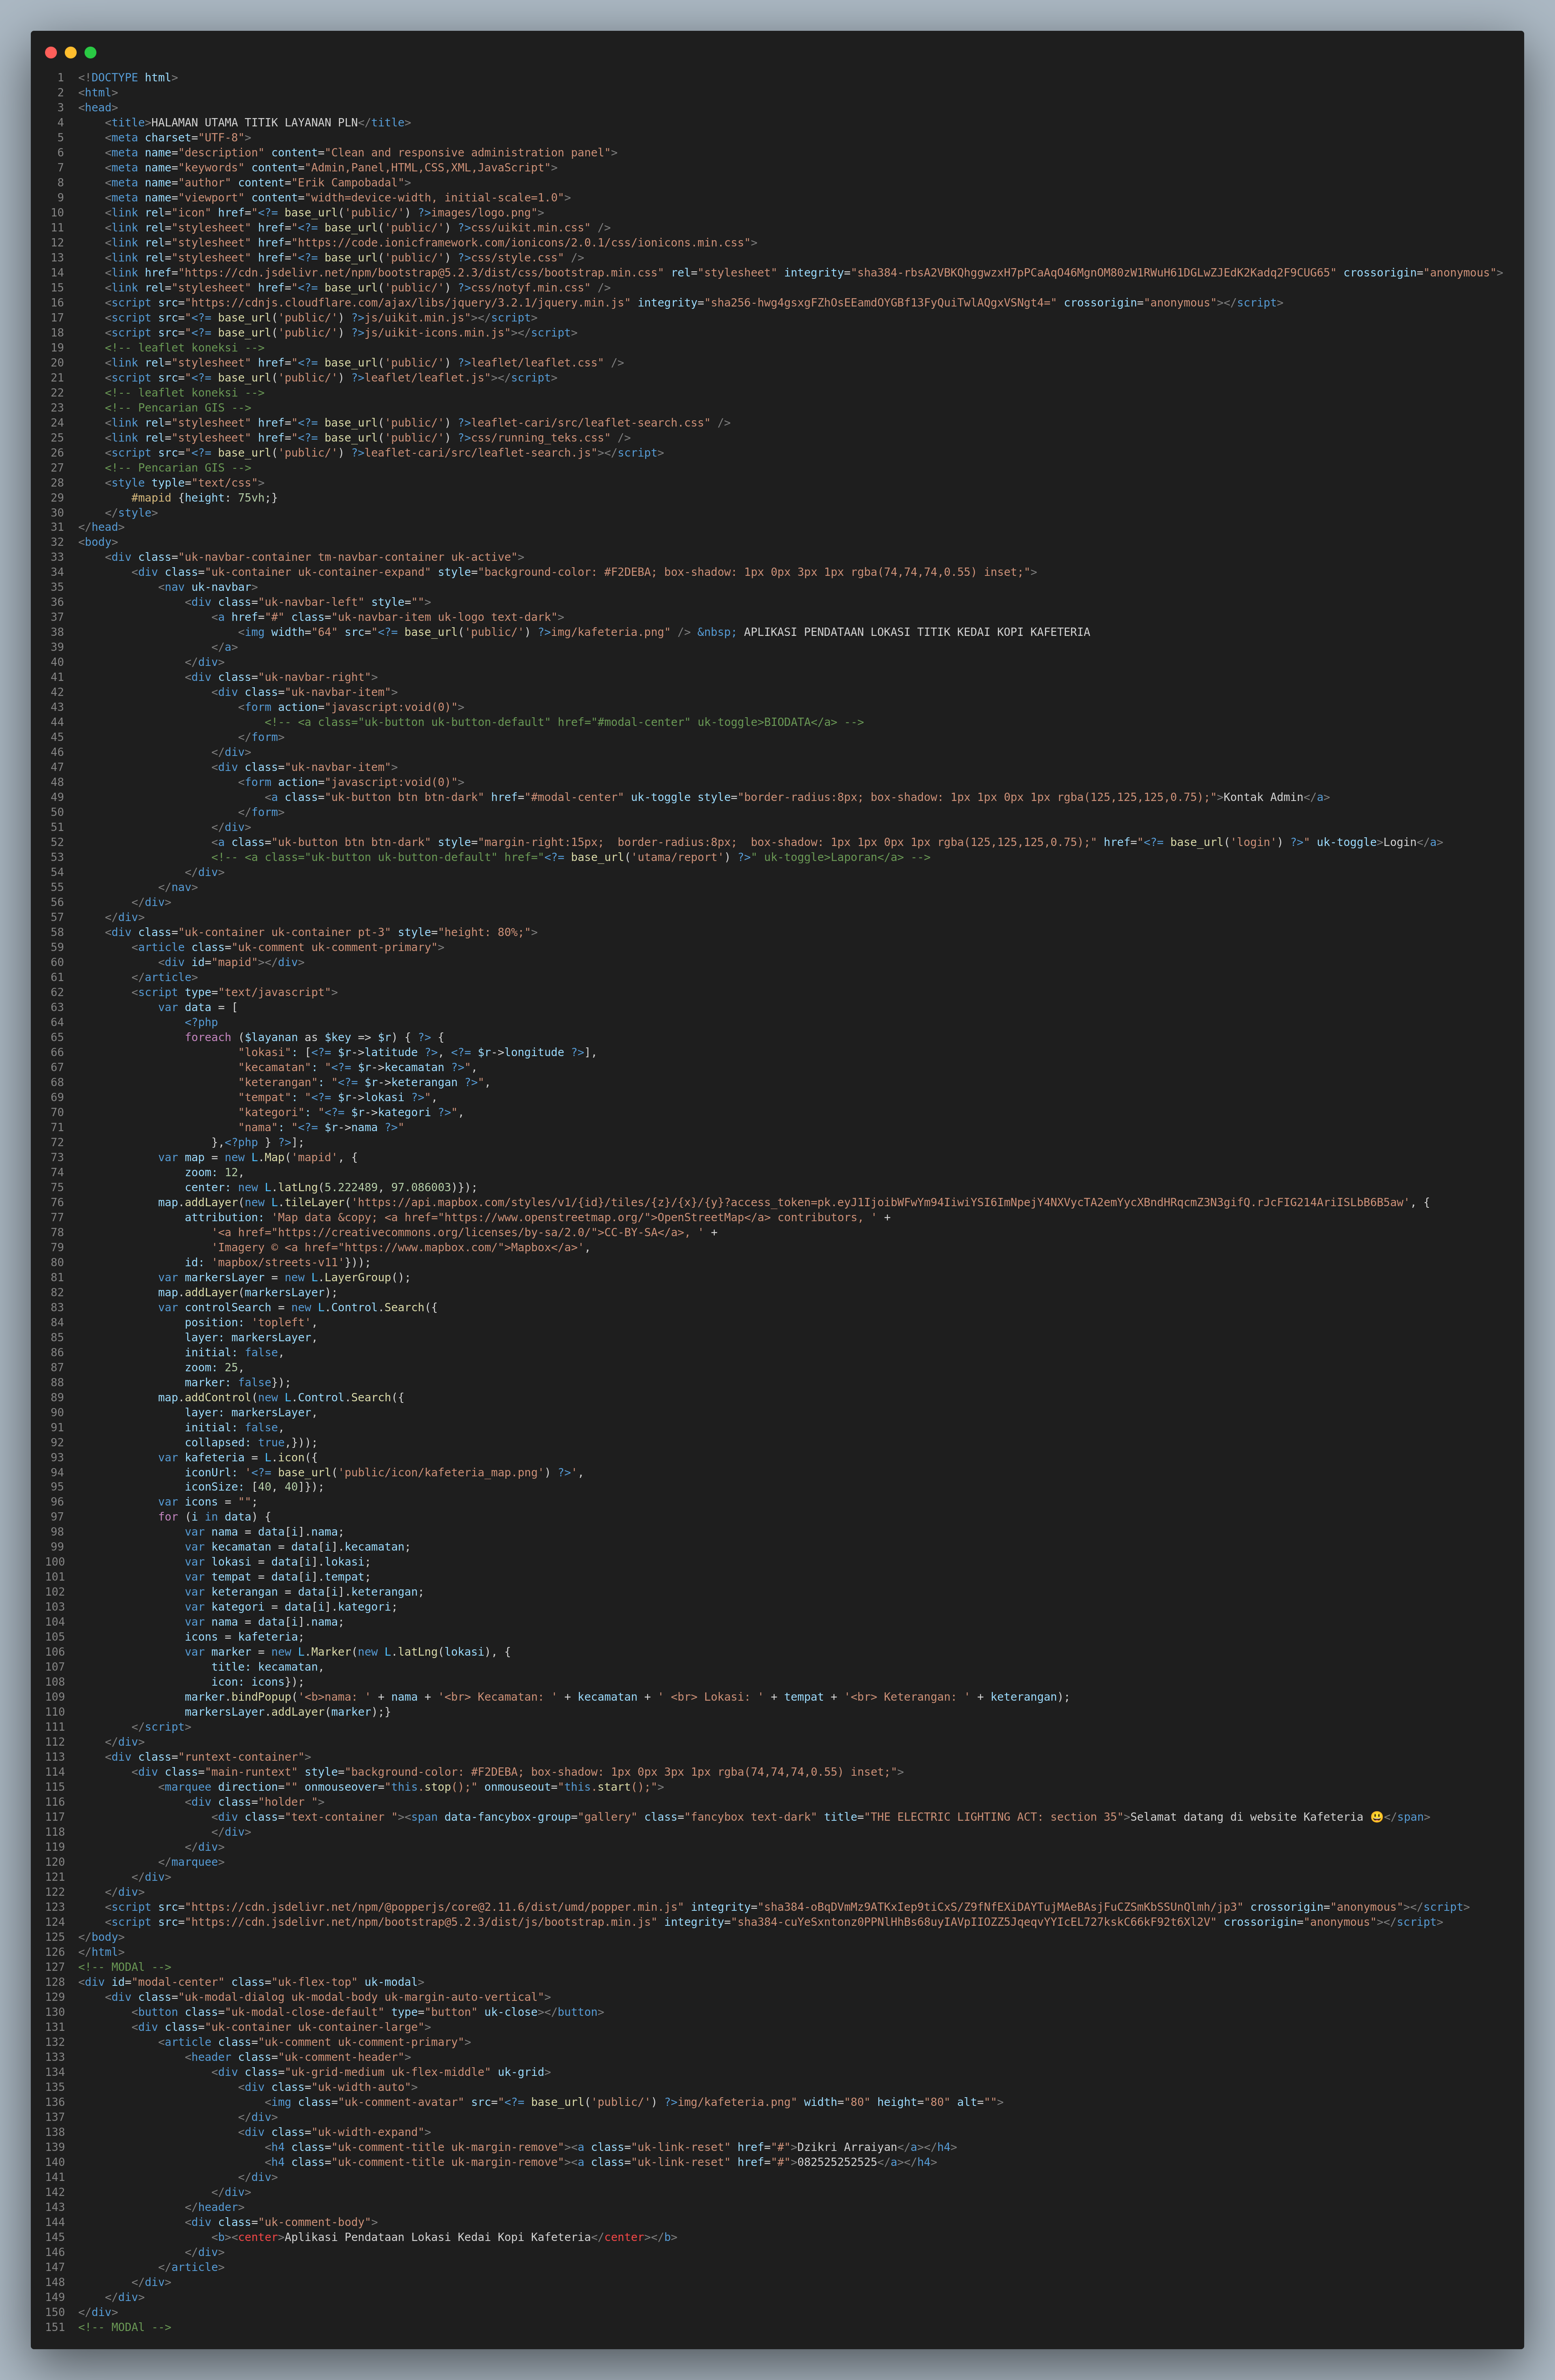 1 <!DOCTYPE html>
2 <html>
3 <head>
4     <title>HALAMAN UTAMA TITIK LAYANAN PLN</title>
5     <meta charset="UTF-8">
6     <meta name="description" content="Clean and responsive administration panel">
7     <meta name="keywords" content="Admin,Panel,HTML,CSS,XML,JavaScript">
8     <meta name="author" content="Erik Campobadal">
9     <meta name="viewport" content="width=device-width, initial-scale=1.0">
10     <link rel="icon" href="<?= base_url('public/') ?>images/logo.png">
11     <link rel="stylesheet" href="<?= base_url('public/') ?>css/uikit.min.css" />
12     <link rel="stylesheet" href="https://code.ionicframework.com/ionicons/2.0.1/css/ionicons.min.css">
13     <link rel="stylesheet" href="<?= base_url('public/') ?>css/style.css" />
14     <link href="https://cdn.jsdelivr.net/npm/bootstrap@5.2.3/dist/css/bootstrap.min.css" rel="stylesheet" integrity="sha384-rbsA2VBKQhggwzxH7pPCaAqO46MgnOM80zW1RWuH61DGLwZJEdK2Kadq2F9CUG65" crossorigin="anonymous">
15     <link rel="stylesheet" href="<?= base_url('public/') ?>css/notyf.min.css" />
16     <script src="https://cdnjs.cloudflare.com/ajax/libs/jquery/3.2.1/jquery.min.js" integrity="sha256-hwg4gsxgFZhOsEEamdOYGBf13FyQuiTwlAQgxVSNgt4=" crossorigin="anonymous"></script>
17     <script src="<?= base_url('public/') ?>js/uikit.min.js"></script>
18     <script src="<?= base_url('public/') ?>js/uikit-icons.min.js"></script>
19     <!-- leaflet koneksi -->
20     <link rel="stylesheet" href="<?= base_url('public/') ?>leaflet/leaflet.css" />
21     <script src="<?= base_url('public/') ?>leaflet/leaflet.js"></script>
22     <!-- leaflet koneksi -->
23     <!-- Pencarian GIS -->
24     <link rel="stylesheet" href="<?= base_url('public/') ?>leaflet-cari/src/leaflet-search.css" />
25     <link rel="stylesheet" href="<?= base_url('public/') ?>css/running_teks.css" />
26     <script src="<?= base_url('public/') ?>leaflet-cari/src/leaflet-search.js"></script>
27     <!-- Pencarian GIS -->
28     <style typle="text/css">
29         #mapid {height: 75vh;}
30     </style>
31 </head>
32 <body>
33     <div class="uk-navbar-container tm-navbar-container uk-active">
34         <div class="uk-container uk-container-expand" style="background-color: #F2DEBA; box-shadow: 1px 0px 3px 1px rgba(74,74,74,0.55) inset;">
35             <nav uk-navbar>
36                 <div class="uk-navbar-left" style="">
37                     <a href="#" class="uk-navbar-item uk-logo text-dark">
38                         <img width="64" src="<?= base_url('public/') ?>img/kafeteria.png" /> &nbsp; APLIKASI PENDATAAN LOKASI TITIK KEDAI KOPI KAFETERIA
39                     </a>
40                 </div>
41                 <div class="uk-navbar-right">
42                     <div class="uk-navbar-item">
43                         <form action="javascript:void(0)">
44                             <!-- <a class="uk-button uk-button-default" href="#modal-center" uk-toggle>BIODATA</a> -->
45                         </form>
46                     </div>
47                     <div class="uk-navbar-item">
48                         <form action="javascript:void(0)">
49                             <a class="uk-button btn btn-dark" href="#modal-center" uk-toggle style="border-radius:8px; box-shadow: 1px 1px 0px 1px rgba(125,125,125,0.75);">Kontak Admin</a>
50                         </form>
51                     </div>
52                     <a class="uk-button btn btn-dark" style="margin-right:15px;  border-radius:8px;  box-shadow: 1px 1px 0px 1px rgba(125,125,125,0.75);" href="<?= base_url('login') ?>" uk-toggle>Login</a>
53                     <!-- <a class="uk-button uk-button-default" href="<?= base_url('utama/report') ?>" uk-toggle>Laporan</a> -->
54                 </div>
55             </nav>
56         </div>
57     </div>
58     <div class="uk-container uk-container pt-3" style="height: 80%;">
59         <article class="uk-comment uk-comment-primary">
60             <div id="mapid"></div>
61         </article>
62         <script type="text/javascript">
63             var data = [
64                 <?php
65                 foreach ($layanan as $key => $r) { ?> {
66                         "lokasi": [<?= $r->latitude ?>, <?= $r->longitude ?>],
67                         "kecamatan": "<?= $r->kecamatan ?>",
68                         "keterangan": "<?= $r->keterangan ?>",
69                         "tempat": "<?= $r->lokasi ?>",
70                         "kategori": "<?= $r->kategori ?>",
71                         "nama": "<?= $r->nama ?>"
72                     },<?php } ?>];
73             var map = new L.Map('mapid', {
74                 zoom: 12,
75                 center: new L.latLng(5.222489, 97.086003)});
76             map.addLayer(new L.tileLayer('https://api.mapbox.com/styles/v1/{id}/tiles/{z}/{x}/{y}?access_token=pk.eyJ1IjoibWFwYm94IiwiYSI6ImNpejY4NXVycTA2emYycXBndHRqcmZ3N3gifQ.rJcFIG214AriISLbB6B5aw', {
77                 attribution: 'Map data &copy; <a href="https://www.openstreetmap.org/">OpenStreetMap</a> contributors, ' +
78                     '<a href="https://creativecommons.org/licenses/by-sa/2.0/">CC-BY-SA</a>, ' +
79                     'Imagery © <a href="https://www.mapbox.com/">Mapbox</a>',
80                 id: 'mapbox/streets-v11'}));
81             var markersLayer = new L.LayerGroup();
82             map.addLayer(markersLayer);
83             var controlSearch = new L.Control.Search({
84                 position: 'topleft',
85                 layer: markersLayer,
86                 initial: false,
87                 zoom: 25,
88                 marker: false});
89             map.addControl(new L.Control.Search({
90                 layer: markersLayer,
91                 initial: false,
92                 collapsed: true,}));
93             var kafeteria = L.icon({
94                 iconUrl: '<?= base_url('public/icon/kafeteria_map.png') ?>',
95                 iconSize: [40, 40]});
96             var icons = "";
97             for (i in data) {
98                 var nama = data[i].nama;
99                 var kecamatan = data[i].kecamatan;
100                 var lokasi = data[i].lokasi;
101                 var tempat = data[i].tempat;
102                 var keterangan = data[i].keterangan;
103                 var kategori = data[i].kategori;
104                 var nama = data[i].nama;
105                 icons = kafeteria;
106                 var marker = new L.Marker(new L.latLng(lokasi), {
107                     title: kecamatan,
108                     icon: icons});
109                 marker.bindPopup('<b>nama: ' + nama + '<br> Kecamatan: ' + kecamatan + ' <br> Lokasi: ' + tempat + '<br> Keterangan: ' + keterangan);
110                 markersLayer.addLayer(marker);}
111         </script>
112     </div>
113     <div class="runtext-container">
114         <div class="main-runtext" style="background-color: #F2DEBA; box-shadow: 1px 0px 3px 1px rgba(74,74,74,0.55) inset;">
115             <marquee direction="" onmouseover="this.stop();" onmouseout="this.start();">
116                 <div class="holder ">
117                     <div class="text-container "><span data-fancybox-group="gallery" class="fancybox text-dark" title="THE ELECTRIC LIGHTING ACT: section 35">Selamat datang di website Kafeteria 😃</span>
118                     </div>
119                 </div>
120             </marquee>
121         </div>
122     </div>
123     <script src="https://cdn.jsdelivr.net/npm/@popperjs/core@2.11.6/dist/umd/popper.min.js" integrity="sha384-oBqDVmMz9ATKxIep9tiCxS/Z9fNfEXiDAYTujMAeBAsjFuCZSmKbSSUnQlmh/jp3" crossorigin="anonymous"></script>
124     <script src="https://cdn.jsdelivr.net/npm/bootstrap@5.2.3/dist/js/bootstrap.min.js" integrity="sha384-cuYeSxntonz0PPNlHhBs68uyIAVpIIOZZ5JqeqvYYIcEL727kskC66kF92t6Xl2V" crossorigin="anonymous"></script>
125 </body>
126 </html>
127 <!-- MODAl -->
128 <div id="modal-center" class="uk-flex-top" uk-modal>
129     <div class="uk-modal-dialog uk-modal-body uk-margin-auto-vertical">
130         <button class="uk-modal-close-default" type="button" uk-close></button>
131         <div class="uk-container uk-container-large">
132             <article class="uk-comment uk-comment-primary">
133                 <header class="uk-comment-header">
134                     <div class="uk-grid-medium uk-flex-middle" uk-grid>
135                         <div class="uk-width-auto">
136                             <img class="uk-comment-avatar" src="<?= base_url('public/') ?>img/kafeteria.png" width="80" height="80" alt="">
137                         </div>
138                         <div class="uk-width-expand">
139                             <h4 class="uk-comment-title uk-margin-remove"><a class="uk-link-reset" href="#">Dzikri Arraiyan</a></h4>
140                             <h4 class="uk-comment-title uk-margin-remove"><a class="uk-link-reset" href="#">082525252525</a></h4>
141                         </div>
142                     </div>
143                 </header>
144                 <div class="uk-comment-body">
145                     <b><center>Aplikasi Pendataan Lokasi Kedai Kopi Kafeteria</center></b>
146                 </div>
147             </article>
148         </div>
149     </div>
150 </div>
151 <!-- MODAl -->